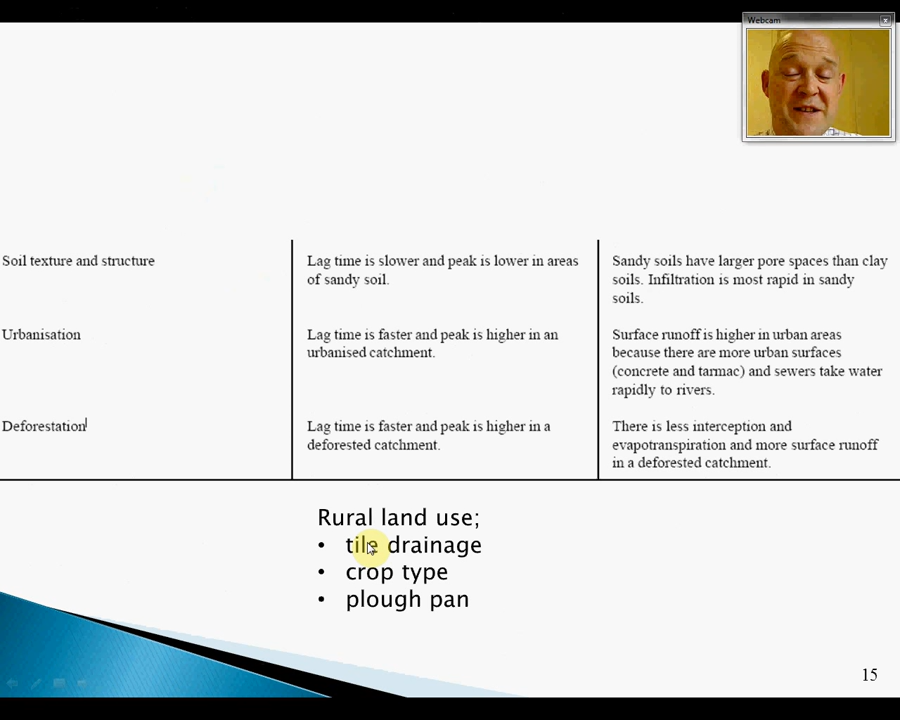 Webcam
x
Soil texture and structure
Lag time is slower and peak is lower in areas
of sandy soil.
Sandy soils have larger pore spaces than clay
soils. Infiltration is most rapid in sandy
soils.
Urbanisation
Lag time is faster and peak is higher in an
urbanised catchment.
Surface runoff is higher in urban areas
because there are more urban surfaces
(concrete and tarmac) and sewers take water
rapidly to rivers.
Deforestation
Lag time is faster and peak is higher in a
deforested catchment.
There is less interception and
evapotranspiration and more surface runoff
in a deforested catchment.
Rural land use;
• tile drainage
• crop type
• plough pan
15